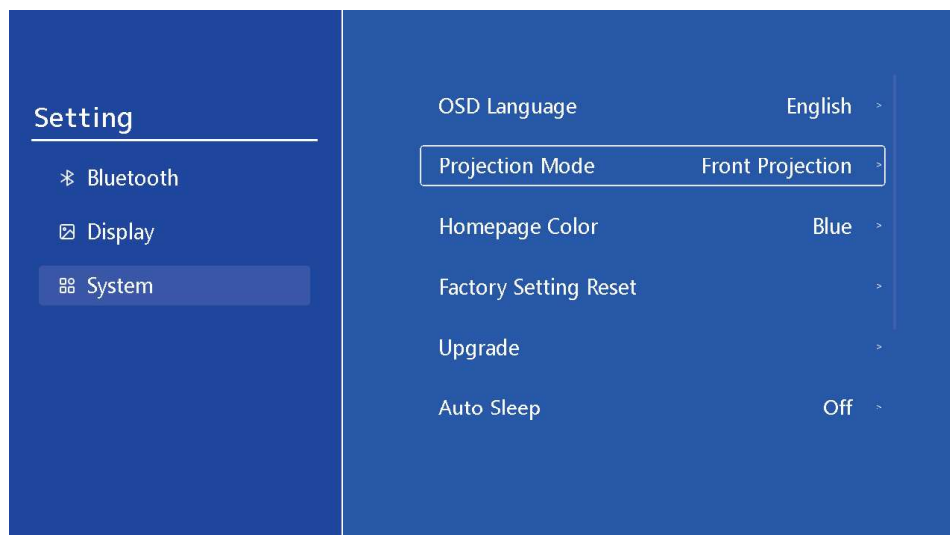 Setting
Bluetooth
Display
System
OSD Language English >
Projection Mode Front Projection >
Homepage Color Blue >
Factory Setting Reset >
Upgrade >
Auto Sleep Off >